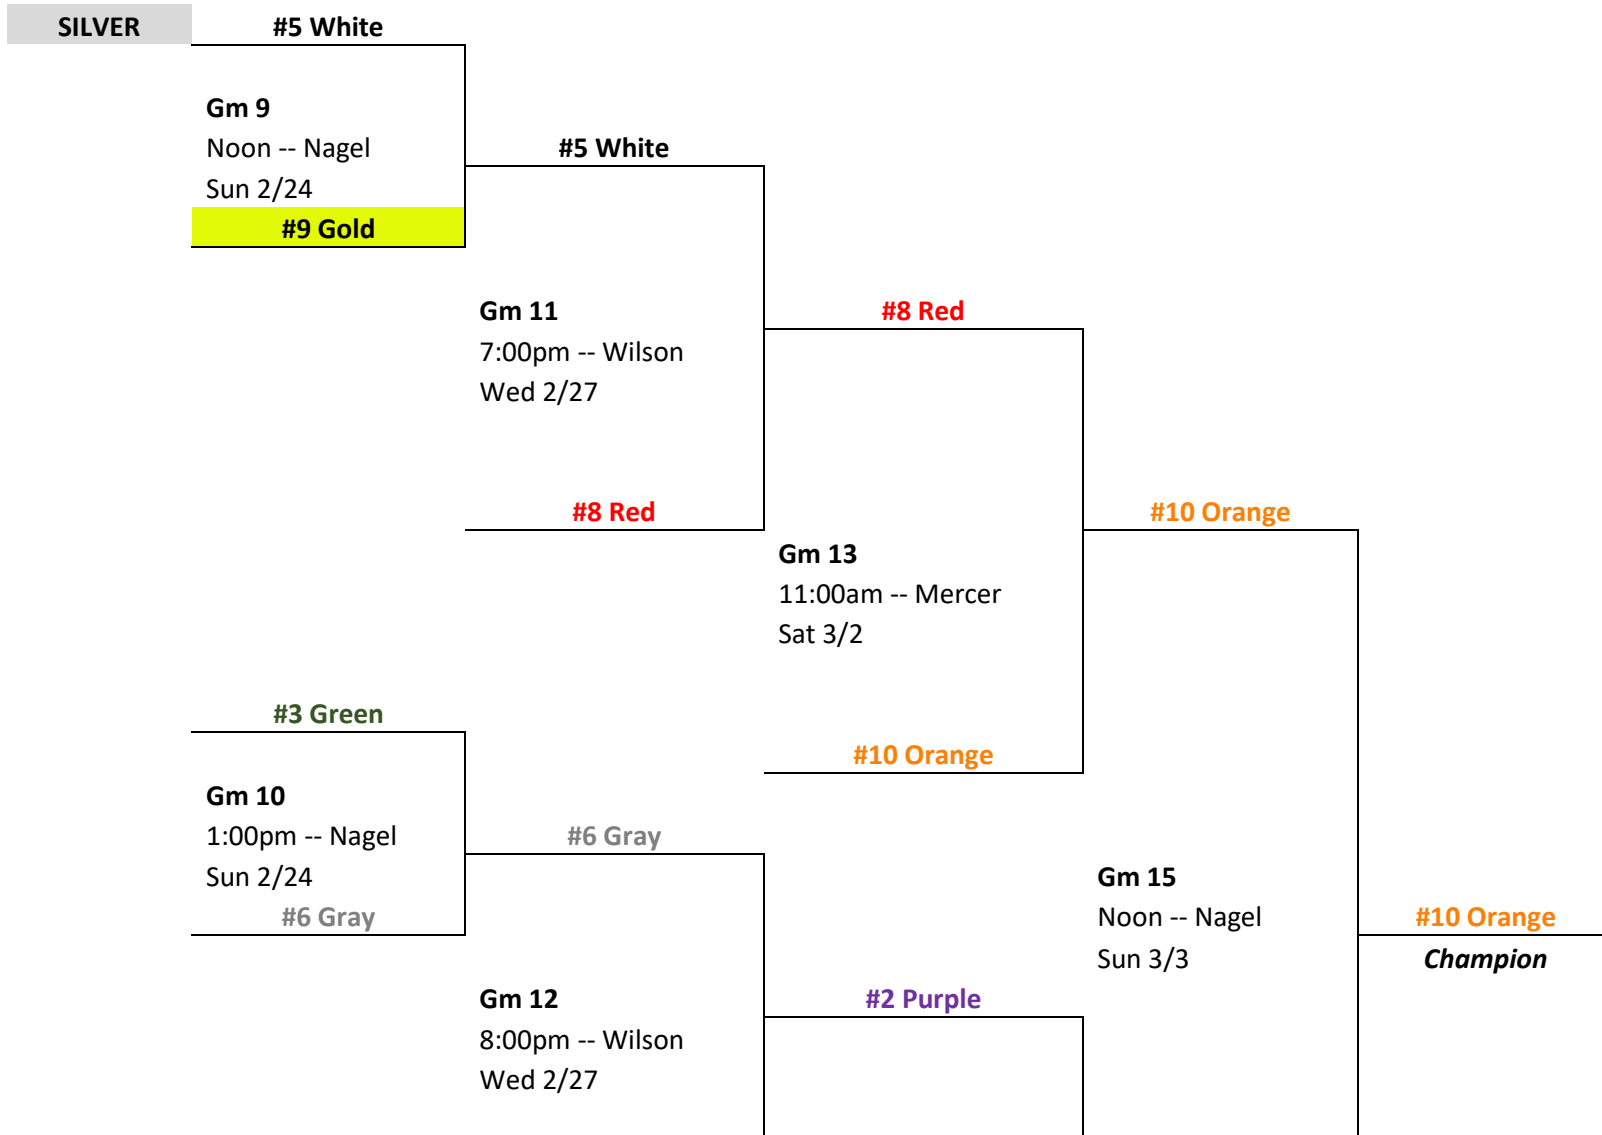 SILVER
#5 White
Gm 9
Noon -- Nagel
Sun 2/24
#9 Gold
#5 White
Gm 11
7:00pm -- Wilson
Wed 2/27
#8 Red
#8 Red
Gm 13
11:00am -- Mercer
Sat 3/2
#10 Orange
#10 Orange
#3 Green
Gm 10
1:00pm -- Nagel
Sun 2/24
#6 Gray
#6 Gray
Gm 12
8:00pm -- Wilson
Wed 2/27
#2 Purple
Gm 15
Noon -- Nagel
Sun 3/3
#10 Orange
Champion